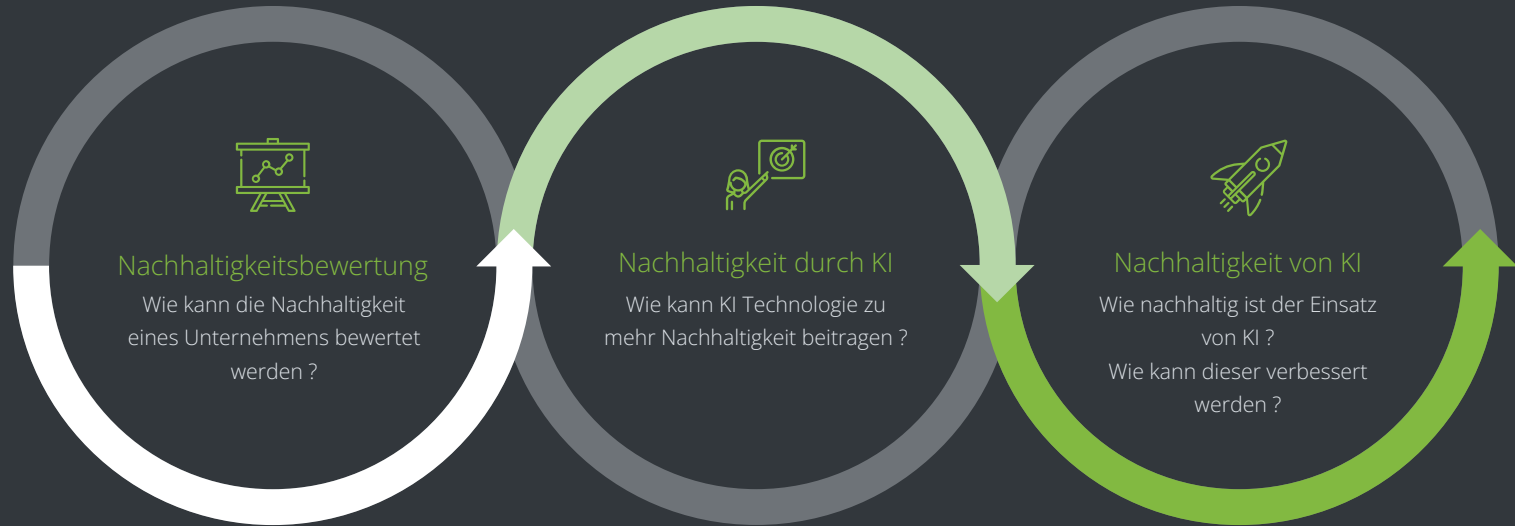 Nachhaltigkeitsbewertung
Wie kann die Nachhaltigkeit
eines Unternehmens bewertet
werden ?
Nachhaltigkeit durch KI
Wie kann KI Technologie zu
mehr Nachhaltigkeit beitragen ?
Nachhaltigkeit von KI
Wie nachhaltig ist der Einsatz
von KI ?
Wie kann dieser verbessert
werden ?